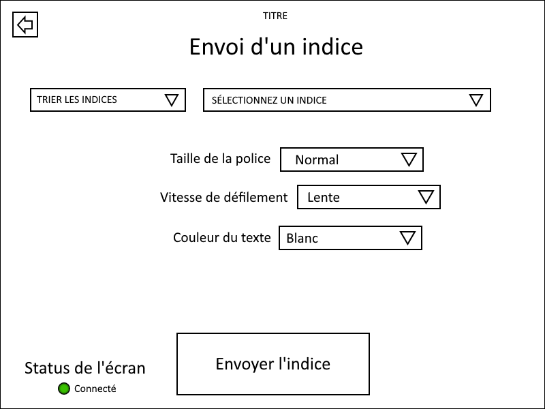 TITRE
Envoi d'un indice
TRIER LES INDICES
SÉLECTIONNEZ UN INDICE
Taille de la police
Normal
Vitesse de défilement
Lente
Couleur du texte
Blanc
Status de l'écran
Connecté
Envoyer l'indice